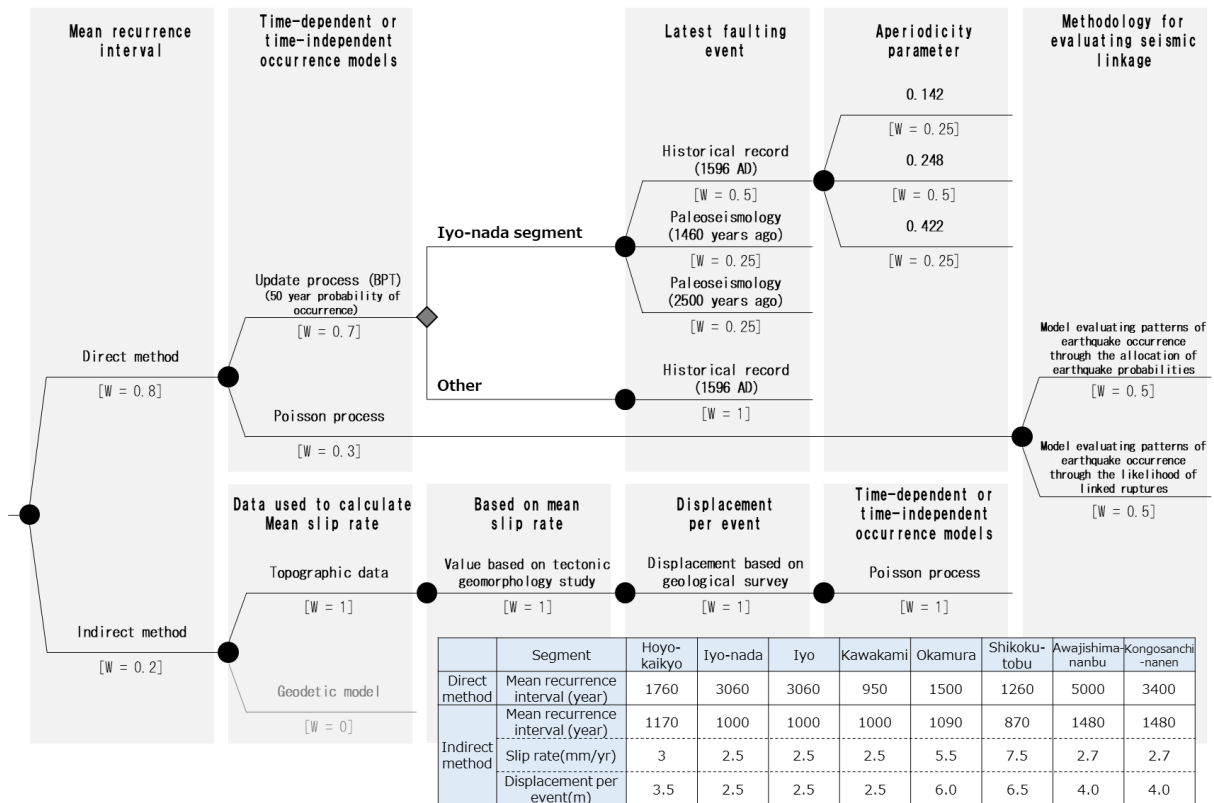 Mean recurrence
interval
Time-dependent or
time-independent
occurrence models
Latest faulting
event
Aperiodicity
parameter
Methodology for
evaluating seismic
linkage
0.142
[W = 0.25]
Historical record
(1596 AD)
[W = 0.5]
0.248
[W = 0.5]
Iyo-nada segment
Paleoseismology
(1460 years ago)
[W = 0.25]
0.422
[W = 0.25]
Update process (BPT)
(50 year probability of
occurrence)
[W = 0.7]
Paleoseismology
(2500 years ago)
[W = 0.25]
Direct method
[W = 0.8]
Other
Historical record
(1596 AD)
[W = 1]
Model evaluating patterns of
earthquake occurrence
through the allocation of
earthquake probabilities
[W = 0.5]
Poisson process
[W = 0.3]
Model evaluating patterns of
earthquake occurrence
through the likelihood of
linked ruptures
[W = 0.5]
Data used to calculate
Mean slip rate
Based on mean
slip rate
Displacement
per event
Time-dependent or
time-independent
occurrence models
Topographic data
[W = 1]
Value based on tectonic
geomorphology study
[W = 1]
Displacement based on
geological survey
[W = 1]
Poisson process
[W = 1]
Indirect method
[W = 0.2]
Geodetic model
[W = 0]
Segment Hoyo-kaikyo Iyo-nada Iyo Kawakami Okamura Shikoku-tobu Awajishima-nanbu Kongosanchi-nanen
Direct method Mean recurrence interval (year) 1760 3060 3060 950 1500 1260 5000 3400
Indirect method Mean recurrence interval (year) 1170 1000 1000 1000 1090 870 1480 1480
Slip rate(mm/yr) 3 2.5 2.5 2.5 5.5 7.5 2.7 2.7
Displacement per event(m) 3.5 2.5 2.5 2.5 6.0 6.5 4.0 4.0